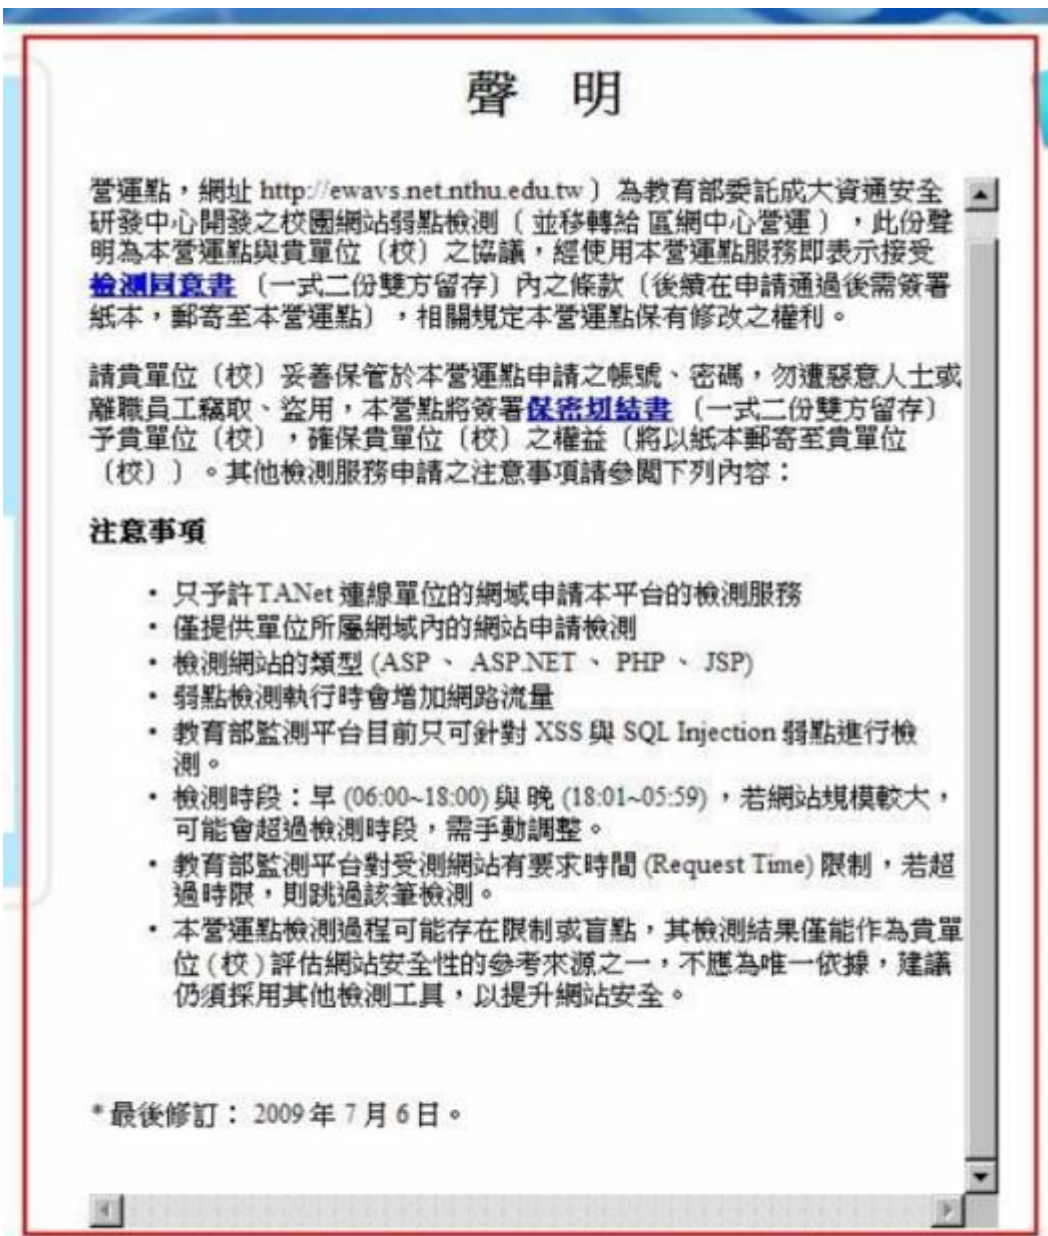 聲 明
營運點，網址 http://ewavs.net.nthu.edu.tw ）為教育部委託成大資通安全
研發中心開發之校園網站弱點檢測（ 並移轉給 區網中心營運 ），此份聲
明為本營運點與貴單位（校）之協議，經使用本營運點服務即表示接受
檢測同意書 （一式二份雙方留存）內之條款（後續在申請通過後需簽署
紙本，郵寄至本營運點），相關規定本營運點保有修改之權利。
請貴單位（校）妥善保管於本營運點申請之帳號、密碼，勿遭惡意人士或
離職員工竊取、盜用，本營點將簽署保密切結書 （一式二份雙方留存）
予貴單位（校），確保貴單位（校）之權益（將以紙本郵寄至貴單位
（校））。其他檢測服務申請之注意事項請參閱下列內容：
注意事項
• 只予許TANet 連線單位的網域申請本平台的檢測服務
• 僅提供單位所屬網域內的網站申請檢測
• 檢測網站的類型 (ASP 、 ASP.NET 、 PHP 、 JSP)
• 弱點檢測執行時會增加網路流量
• 教育部監測平台目前只可針對 XSS 與 SQL Injection 弱點進行檢
測。
• 檢測時段：早 (06:00~18:00) 與 晚 (18:01~05:59) ，若網站規模較大，
可能會超過檢測時段，需手動調整。
• 教育部監測平台對受測網站有要求時間 (Request Time) 限制，若超
過時限，則跳過該筆檢測。
• 本營運點檢測過程可能存在限制或盲點，其檢測結果僅能作為貴單
位 ( 校 ) 評估網站安全性的參考來源之一，不應為唯一依據，建議
仍須採用其他檢測工具，以提升網站安全。
* 最後修訂： 2009 年 7 月 6 日。